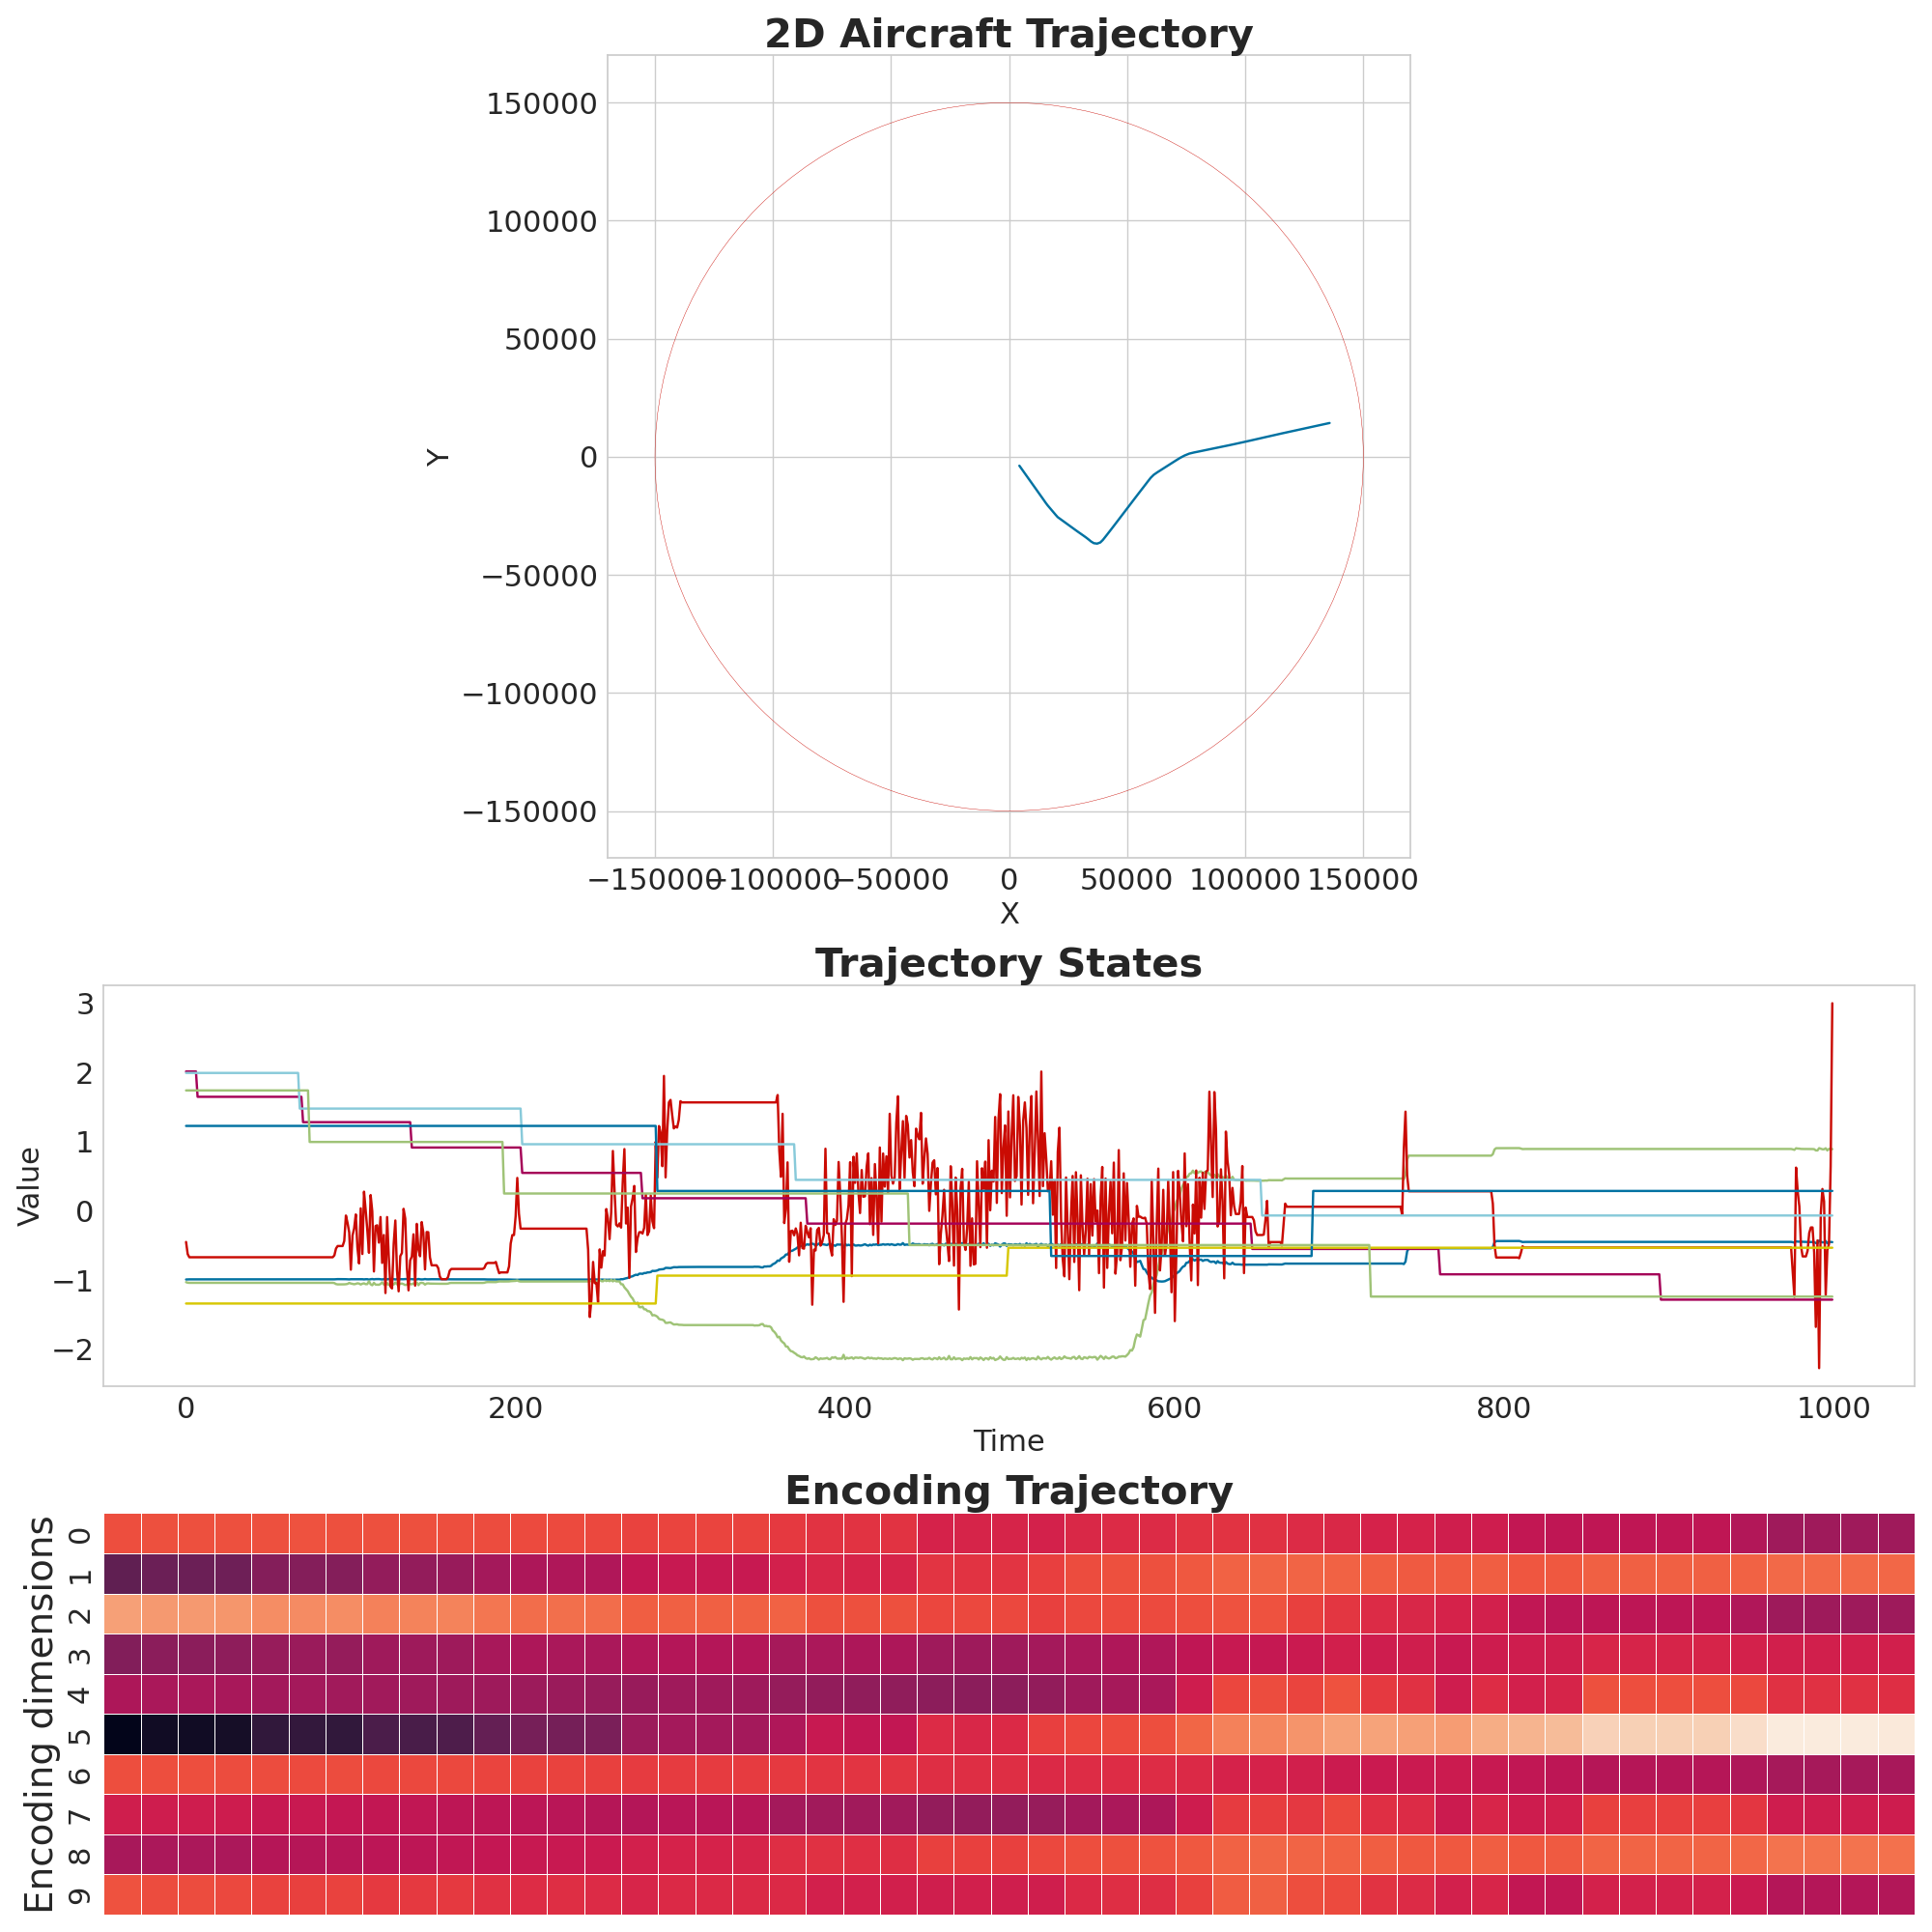 2D Aircraft Trajectory
150000
100000
50000
0
−50000
−100000
−150000
Y
−150000 −100000 −50000 0 50000 100000 150000
X
Trajectory States
3
2
1
0
−1
−2
Value
0 200 400 600 800 1000
Time
Encoding Trajectory
Encoding dimensions
0
1
2
3
4
5
6
7
8
9